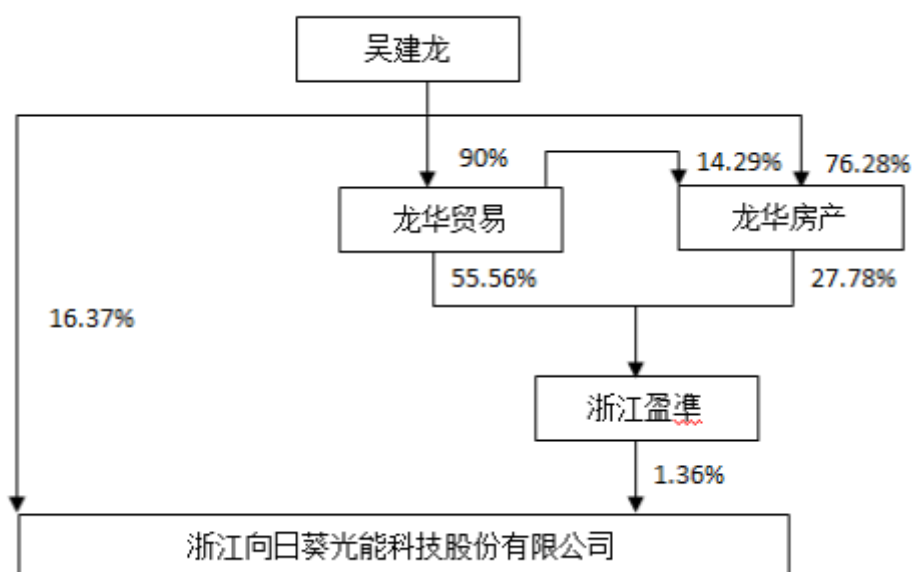 吴建龙
90%
14.29%
76.28%
龙华贸易
龙华房产
55.56%
27.78%
16.37%
浙江盈凖
1.36%
浙江向日葵光能科技股份有限公司